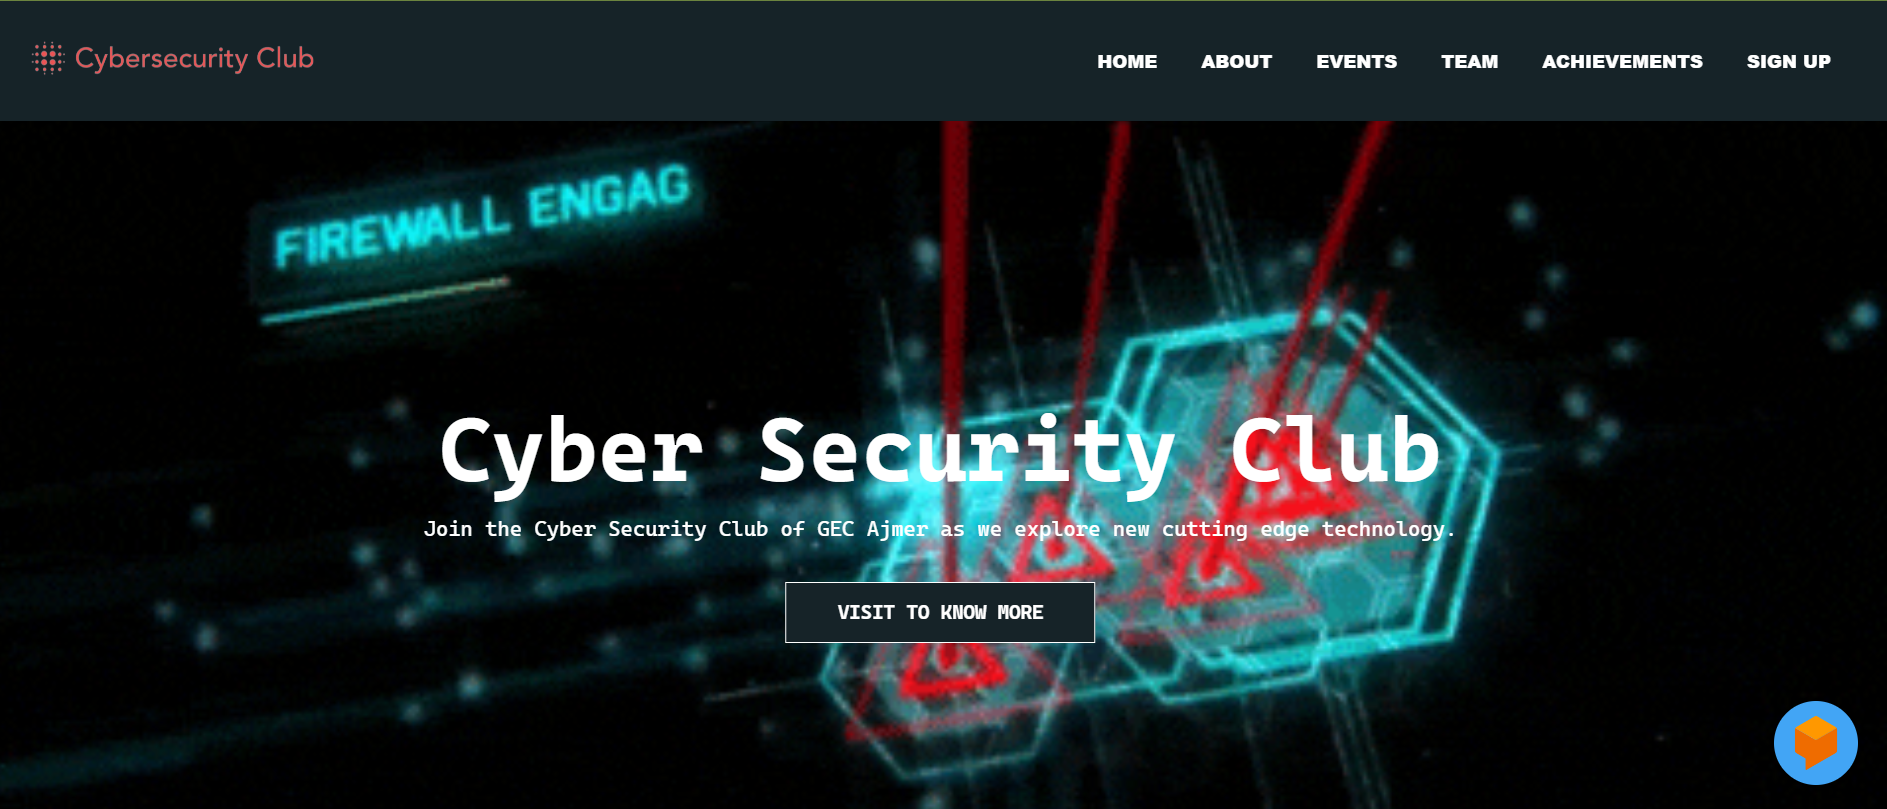 Cybersecurity Club
HOME ABOUT EVENTS TEAM ACHIEVEMENTS SIGN UP
FIREWALL ENGAG
Cyber Security Club
Join the Cyber Security Club of GEC Ajmer as we explore new cutting edge technology.
VISIT TO KNOW MORE